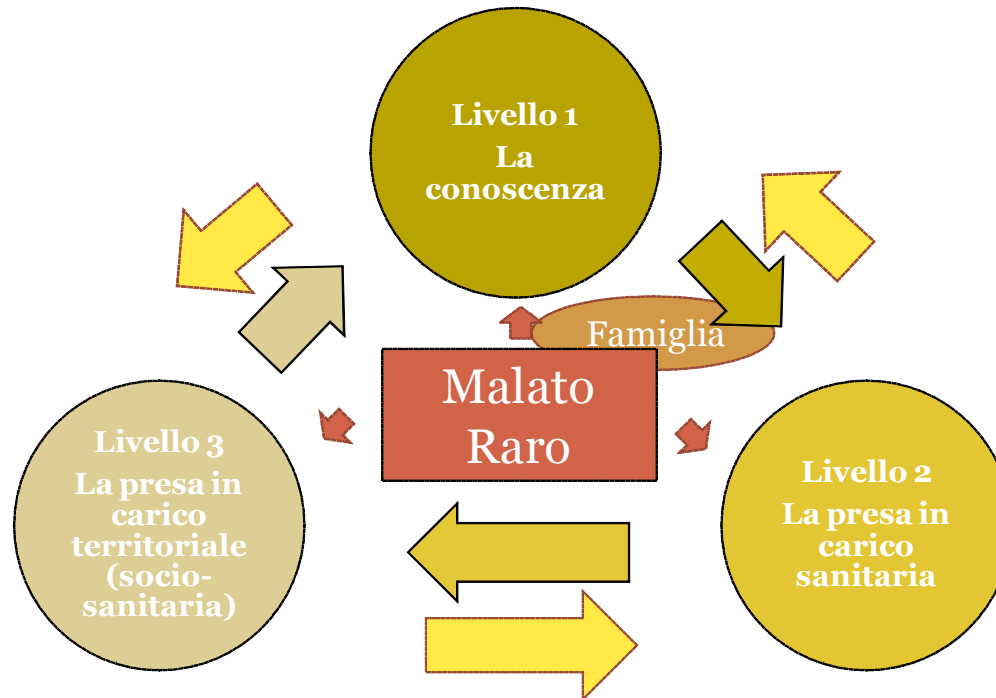 Livello 1
La
conoscenza
Famiglia
Malato
Raro
Livello 3
La presa in
carico
territoriale
(socio-
sanitaria)
Livello 2
La presa in
carico
sanitaria